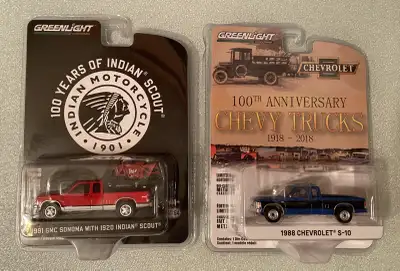 GREENLIGHT
100 YEARS OF INDIAN SCOUT
INDIAN MOTORCYCLE
1901
1991 GMC SONOMA WITH 1920 INDIAN SCOUT
GREENLIGHT
CHEVROLET
100TH ANNIVERSARY
CHEVY TRUCKS
1918 - 2018
1988 CHEVROLET S-10